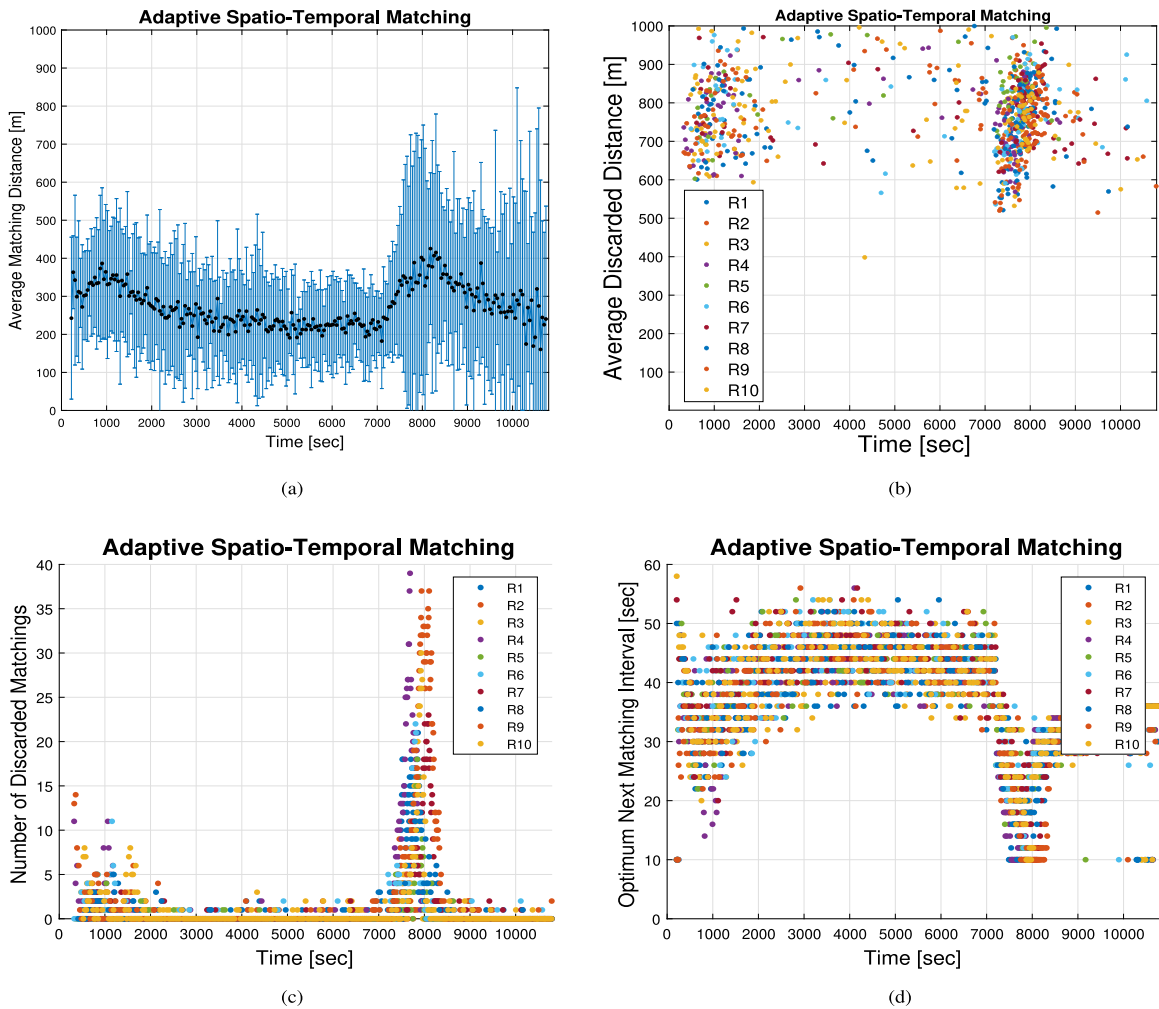 Adaptive Spatio-Temporal Matching
1000
900
800
700
600
500
400
300
200
100
0
Average Matching Distance [m]
0 1000 2000 3000 4000 5000 6000 7000 8000 9000 10000
Time [sec]
(a)
Adaptive Spatio-Temporal Matching
1000
900
800
700
600
500
400
300
200
100
Average Discarded Distance [m]
R1
R2
R3
R4
R5
R6
R7
R8
R9
R10
0 1000 2000 3000 4000 5000 6000 7000 8000 9000 10000
Time [sec]
(b)
Adaptive Spatio-Temporal Matching
40
35
30
25
20
15
10
5
0
Number of Discarded Matchings
R1
R2
R3
R4
R5
R6
R7
R8
R9
R10
0 1000 2000 3000 4000 5000 6000 7000 8000 9000 10000
Time [sec]
(c)
Adaptive Spatio-Temporal Matching
60
50
40
30
20
10
0
Optimum Next Matching Interval [sec]
R1
R2
R3
R4
R5
R6
R7
R8
R9
R10
0 1000 2000 3000 4000 5000 6000 7000 8000 9000 10000
Time [sec]
(d)